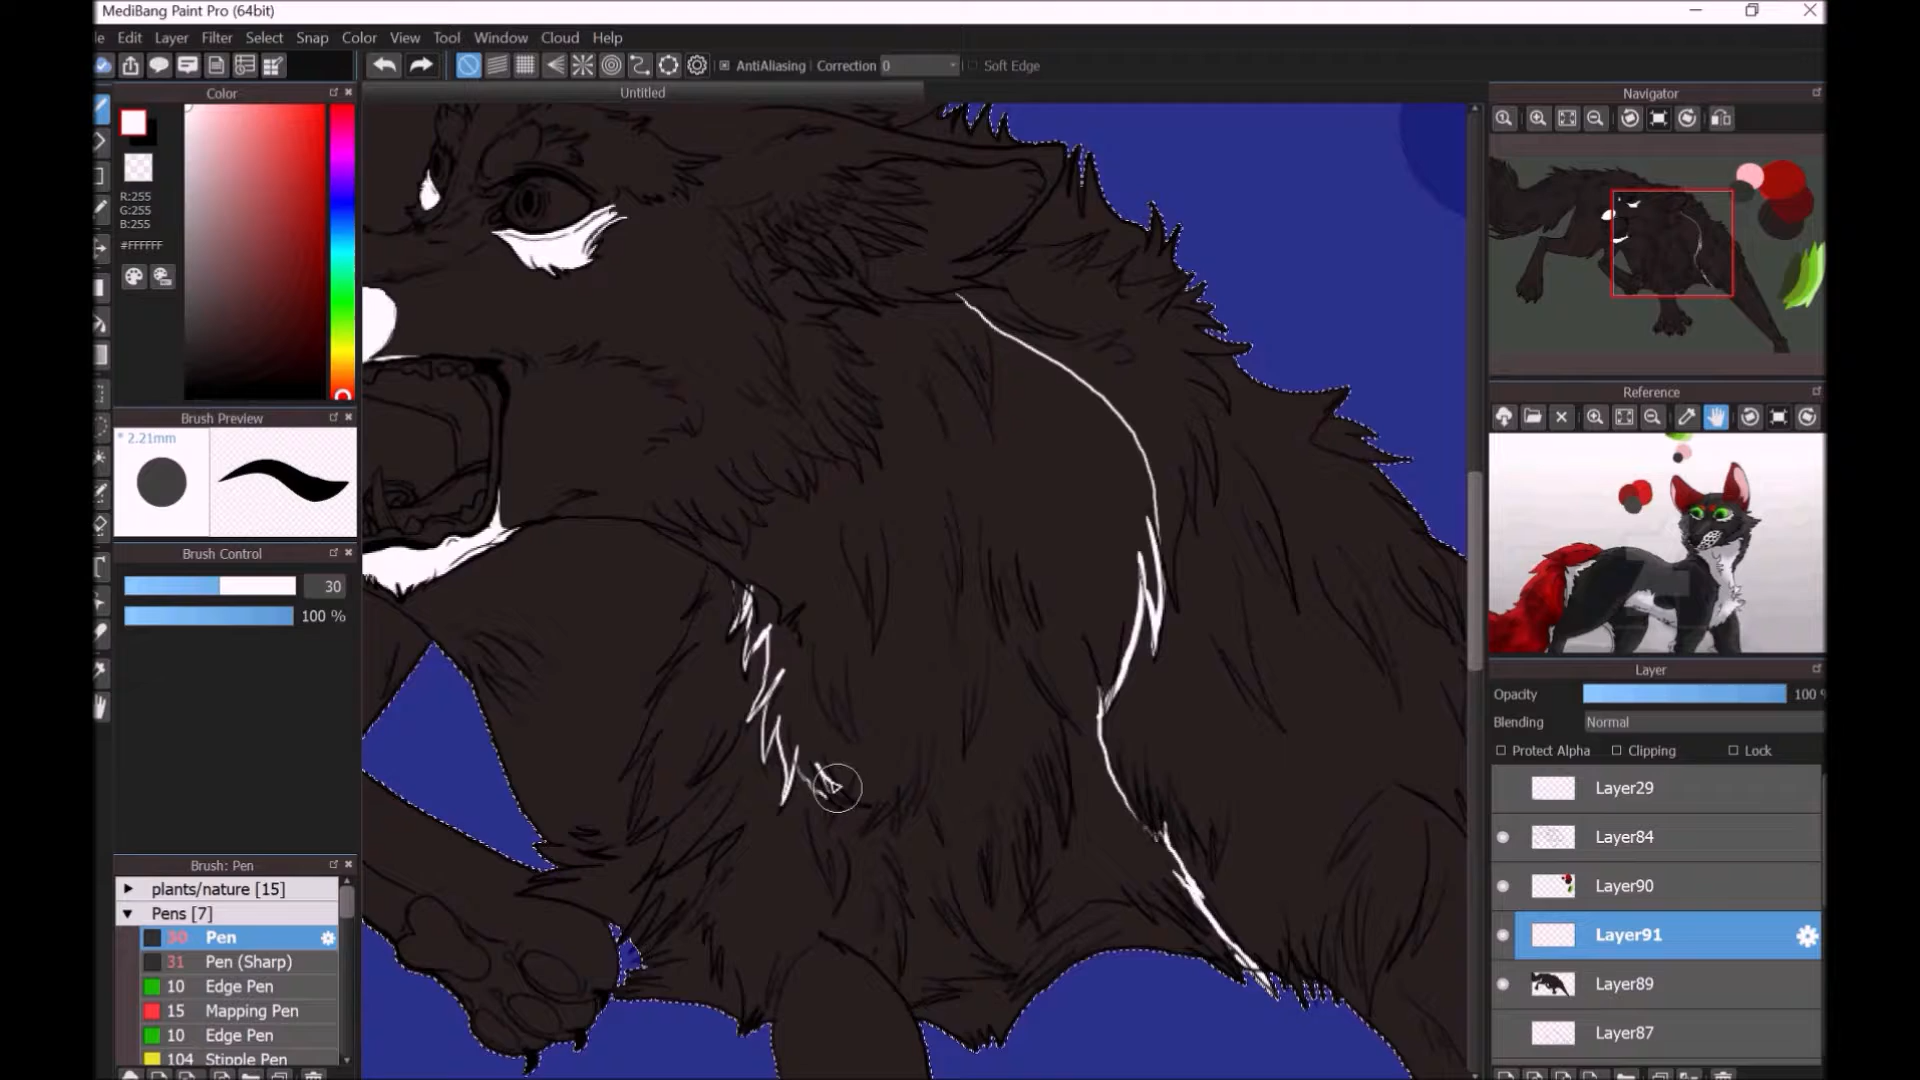 MediBang Paint Pro (64bit)
le Edit Layer Filter Select Snap Color View Tool Window Cloud Help
AntiAliasing Correction 0 Soft Edge
Color
Untitled
Navigator
R:255
G:255
B:255
#FFFFFF
Brush Preview
* 2.21mm
Brush Control
30
100 %
Brush: Pen
plants/nature [15]
Pens [7]
30 Pen
31 Pen (Sharp)
10 Edge Pen
15 Mapping Pen
10 Edge Pen
104 Stipple Pen
Reference
Layer
Opacity 100 %
Blending Normal
Protect Alpha Clipping Lock
Layer29
Layer84
Layer90
Layer91
Layer89
Layer87